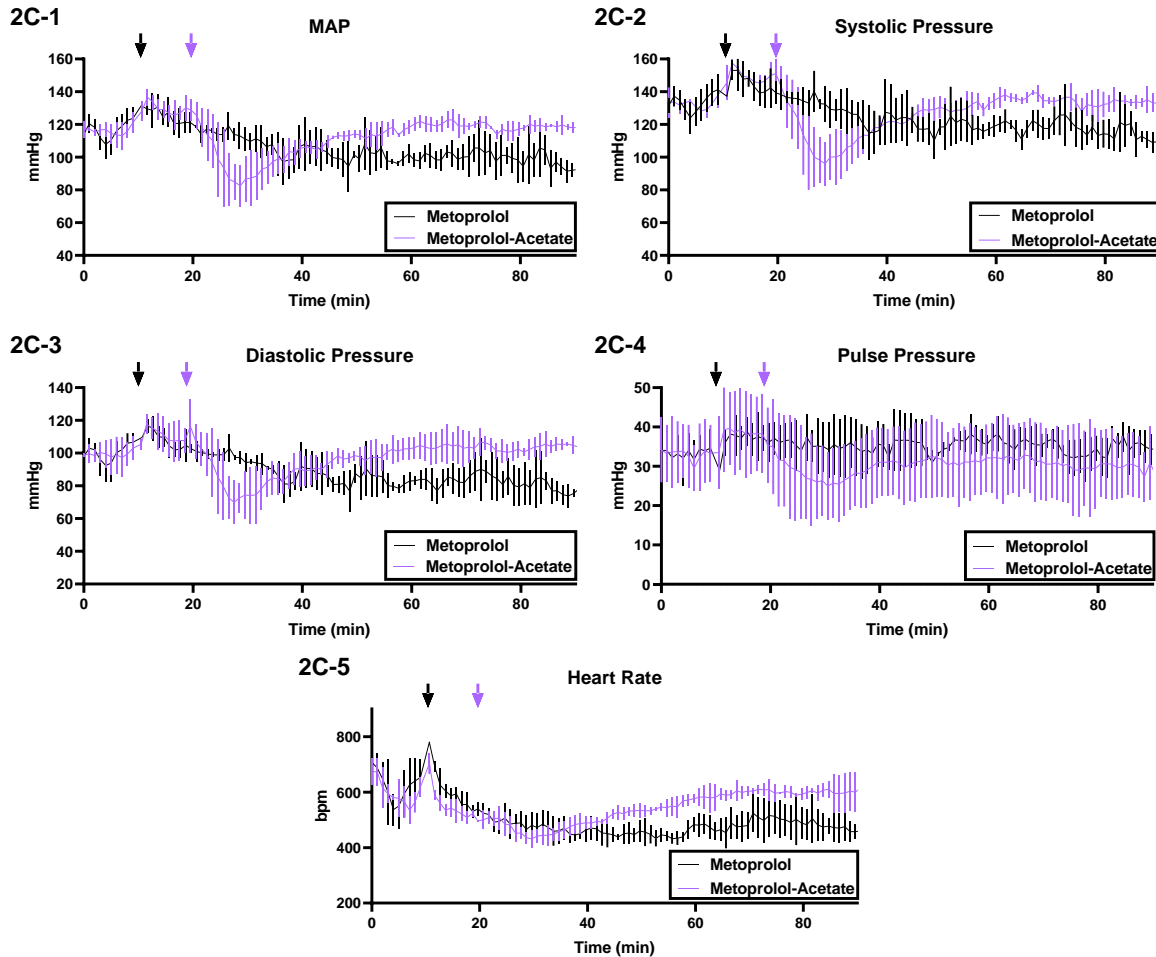 2C-1
MAP
160
140
120
100
80
60
40
mmHg
0
20
40
60
80
Time (min)
Metoprolol
Metoprolol-Acetate
2C-2
Systolic Pressure
160
140
120
100
80
60
40
mmHg
0
20
40
60
80
Time (min)
Metoprolol
Metoprolol-Acetate
2C-3
Diastolic Pressure
140
120
100
80
60
40
20
mmHg
0
20
40
60
80
Time (min)
Metoprolol
Metoprolol-Acetate
2C-4
Pulse Pressure
50
40
30
20
10
0
mmHg
0
20
40
60
80
Time (min)
Metoprolol
Metoprolol-Acetate
2C-5
Heart Rate
800
600
400
200
bpm
0
20
40
60
80
Time (min)
Metoprolol
Metoprolol-Acetate